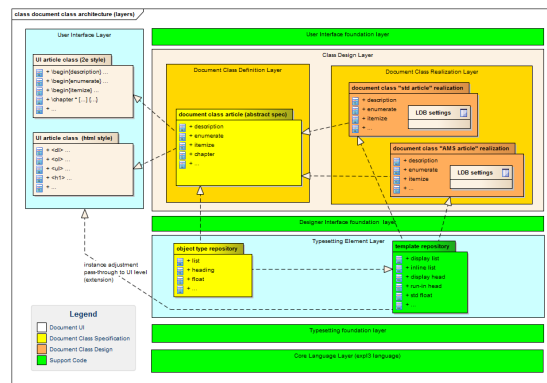 class document class architecture (layers)
User Interface Layer
UI article class (2e style)
+ \begin{description} ...
+ \begin{enumerate} ...
+ \begin{itemize} ...
+ \chapter * [...] {...}
+ ...
UI article class (html style)
+ <dl> ...
+ <ol> ...
+ <ul> ...
+ <h1> ...
+ ...
User Interface foundation layer
Class Design Layer
Document Class Definition Layer
document class article (abstract spec)
+ description
+ enumerate
+ itemize
+ chapter
+ ...
Document Class Realization Layer
document class "std article" realization
+ description
+ enumerate
+ itemize
+ ...
LDB settings
document class "AMS article" realization
+ description
+ enumerate
+ itemize
+ ...
LDB settings
Designer interface foundation layer
Typesetting Element Layer
object type repository
+ list
+ heading
+ float
+ ...
template repository
+ display list
+ inline list
+ display head
+ run-in head
+ std float
+ ...
instance adjustment
pass-through to UI level
(extension)
Legend
Document UI
Document Class Specification
Document Class Design
Support Code
Typesetting foundation layer
Core Language Layer (expl3 language)